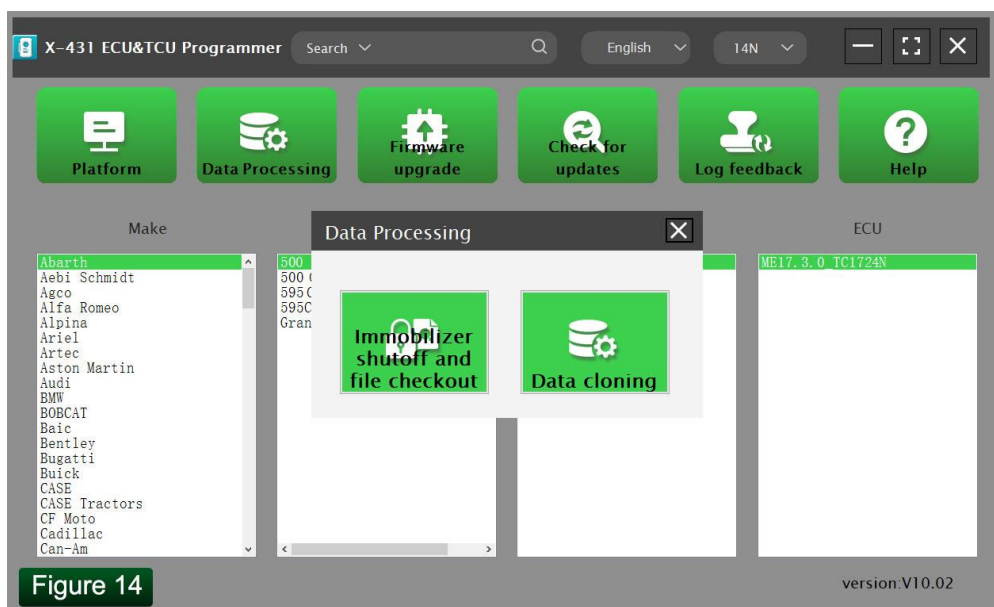 X-431 ECU&TCU Programmer
Search
English
14N
Platform
Data Processing
Firmware
upgrade
Check for
updates
Log feedback
Help
Make
ECU
Data Processing
Abarth
Aebi Schmidt
Agco
Alfa Romeo
Alpina
Ariel
Artec
Aston Martin
Audi
BMW
BOBCAT
Baic
Bentley
Bugatti
Buick
CASE
CASE Tractors
CF Moto
Cadillac
Can-Am
500
500
595C
595C
Gran
Immobilizer
shutoff and
file checkout
Data cloning
ME17.3.0_TC1724N
Figure 14
version:V10.02